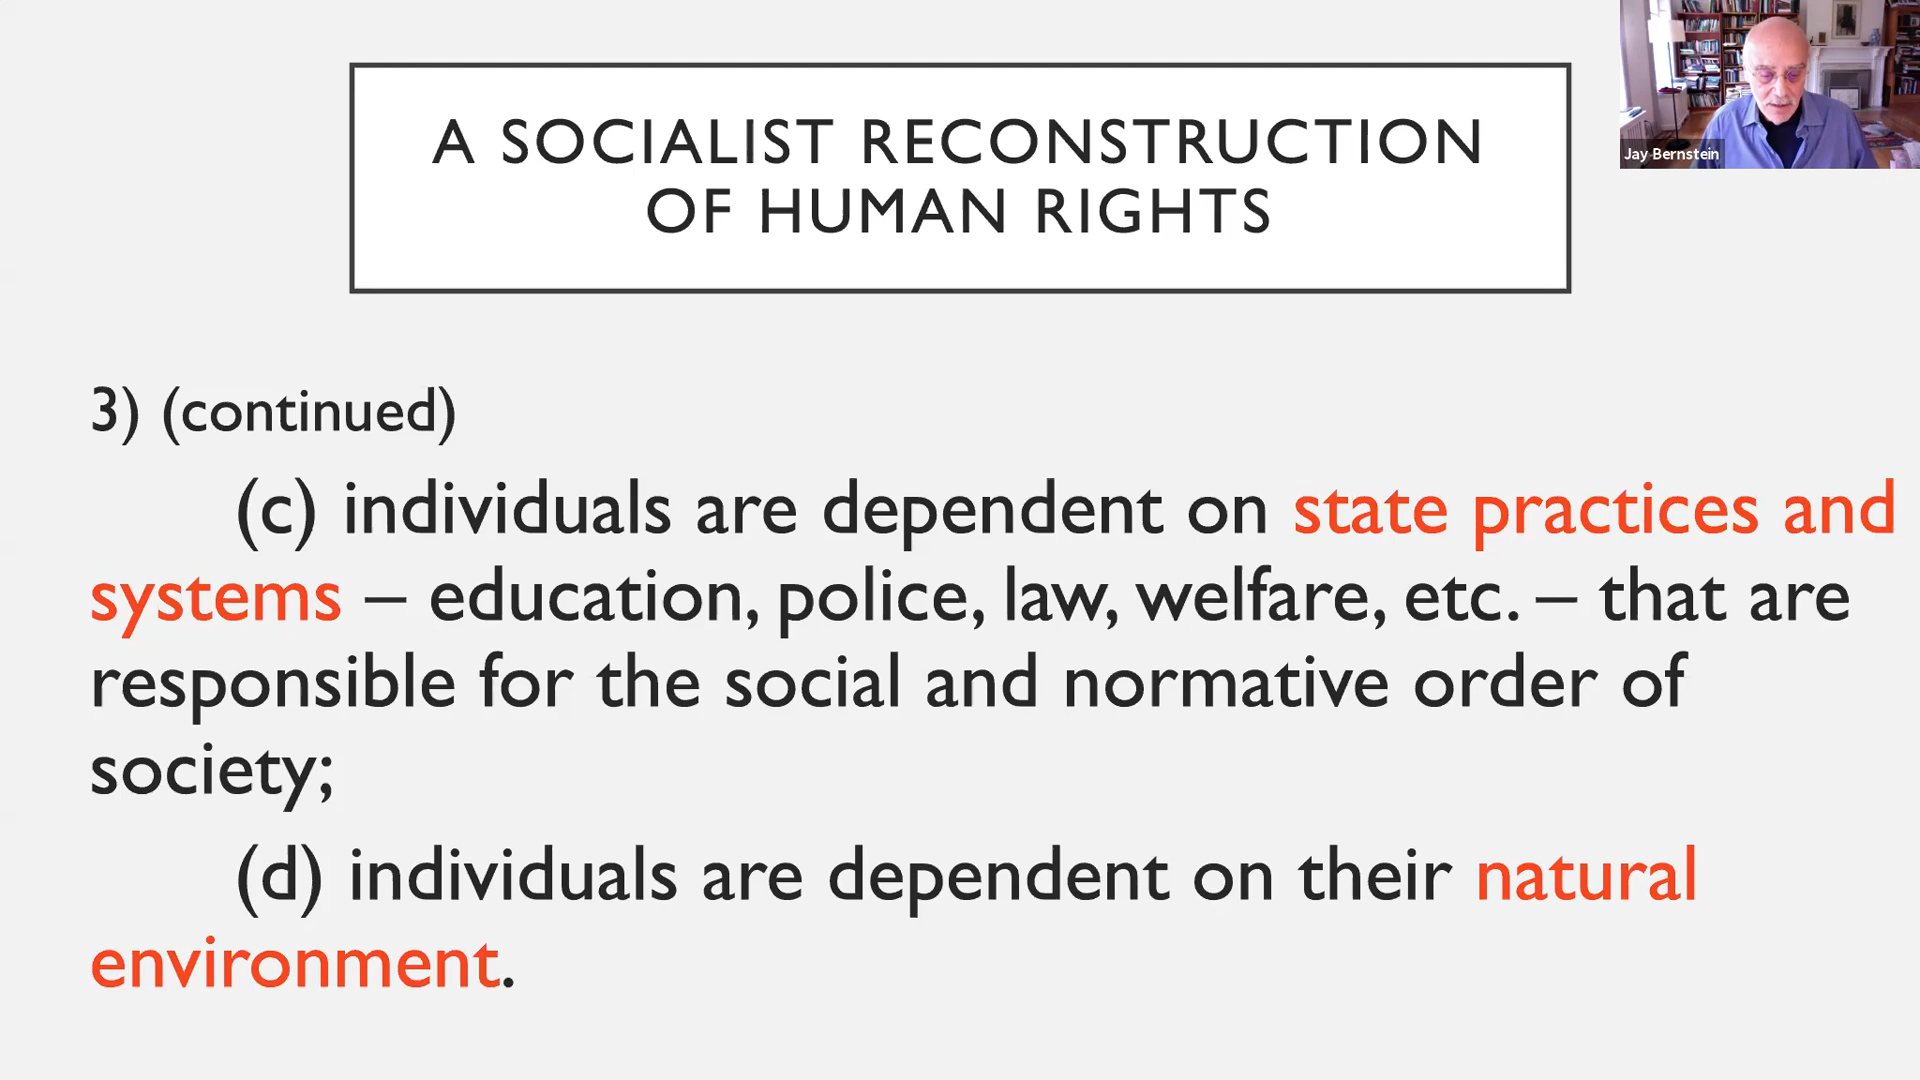 A SOCIALIST RECONSTRUCTION
OF HUMAN RIGHTS
Jay Bernstein
3) (continued)
(c) individuals are dependent on state practices and
systems – education, police, law, welfare, etc. – that are
responsible for the social and normative order of
society;
(d) individuals are dependent on their natural
environment.